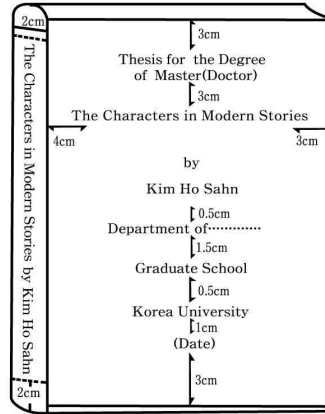 2cm
The Characters in Modern Stories by Kim Ho Sahn
2cm
3cm
Thesis for the Degree
of Master(Doctor)
3cm
The Characters in Modern Stories
4cm
3cm
by
Kim Ho Sahn
0.5cm
Department of·············
1.5cm
Graduate School
0.5cm
Korea University
1cm
(Date)
3cm